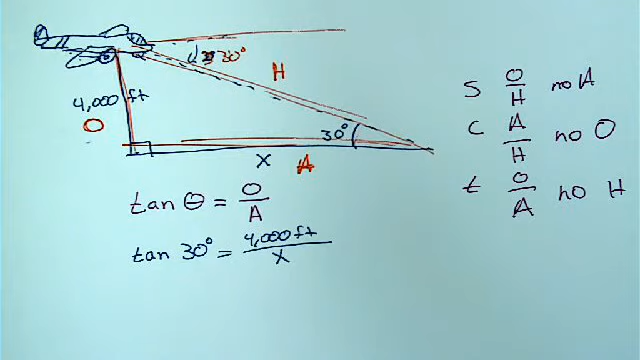 30°
H
4,000 ft
O
30°
x A
tan θ = O/A
tan 30° = 4,000 ft/x
S O/H no A
C A/H no O
t O/A no H